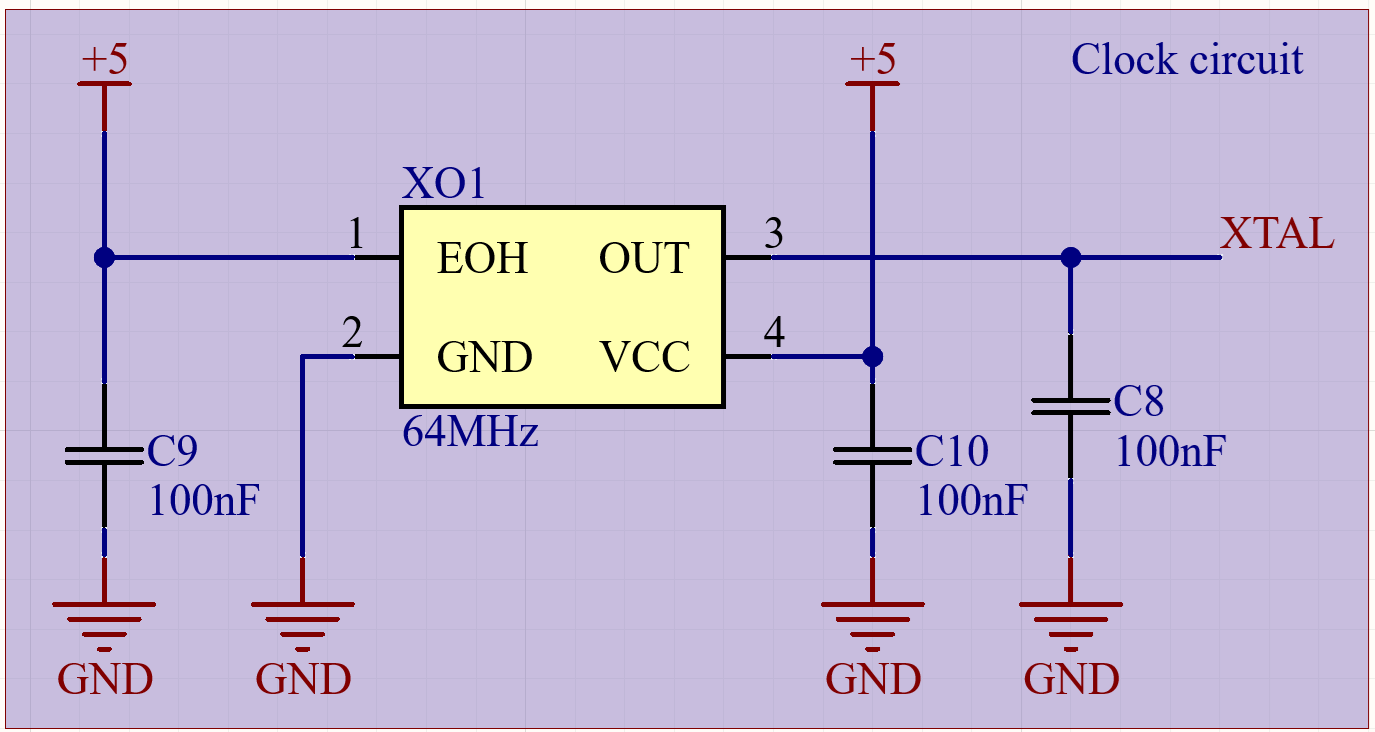 +5
+5
Clock circuit
XO1
1
EOH
OUT
3
XTAL
2
GND
VCC
4
64MHz
C9
100nF
C10
100nF
C8
100nF
GND
GND
GND
GND